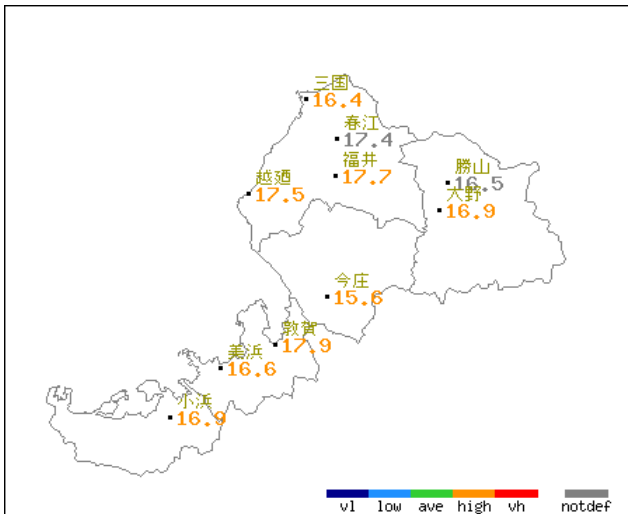 三国
16.4
春江
17.4
福井
17.7
勝山
16.5
越廼
17.5
大野
16.9
今庄
15.6
敦賀
17.9
美浜
16.6
小浜
16.9
vl low ave high vh notdef